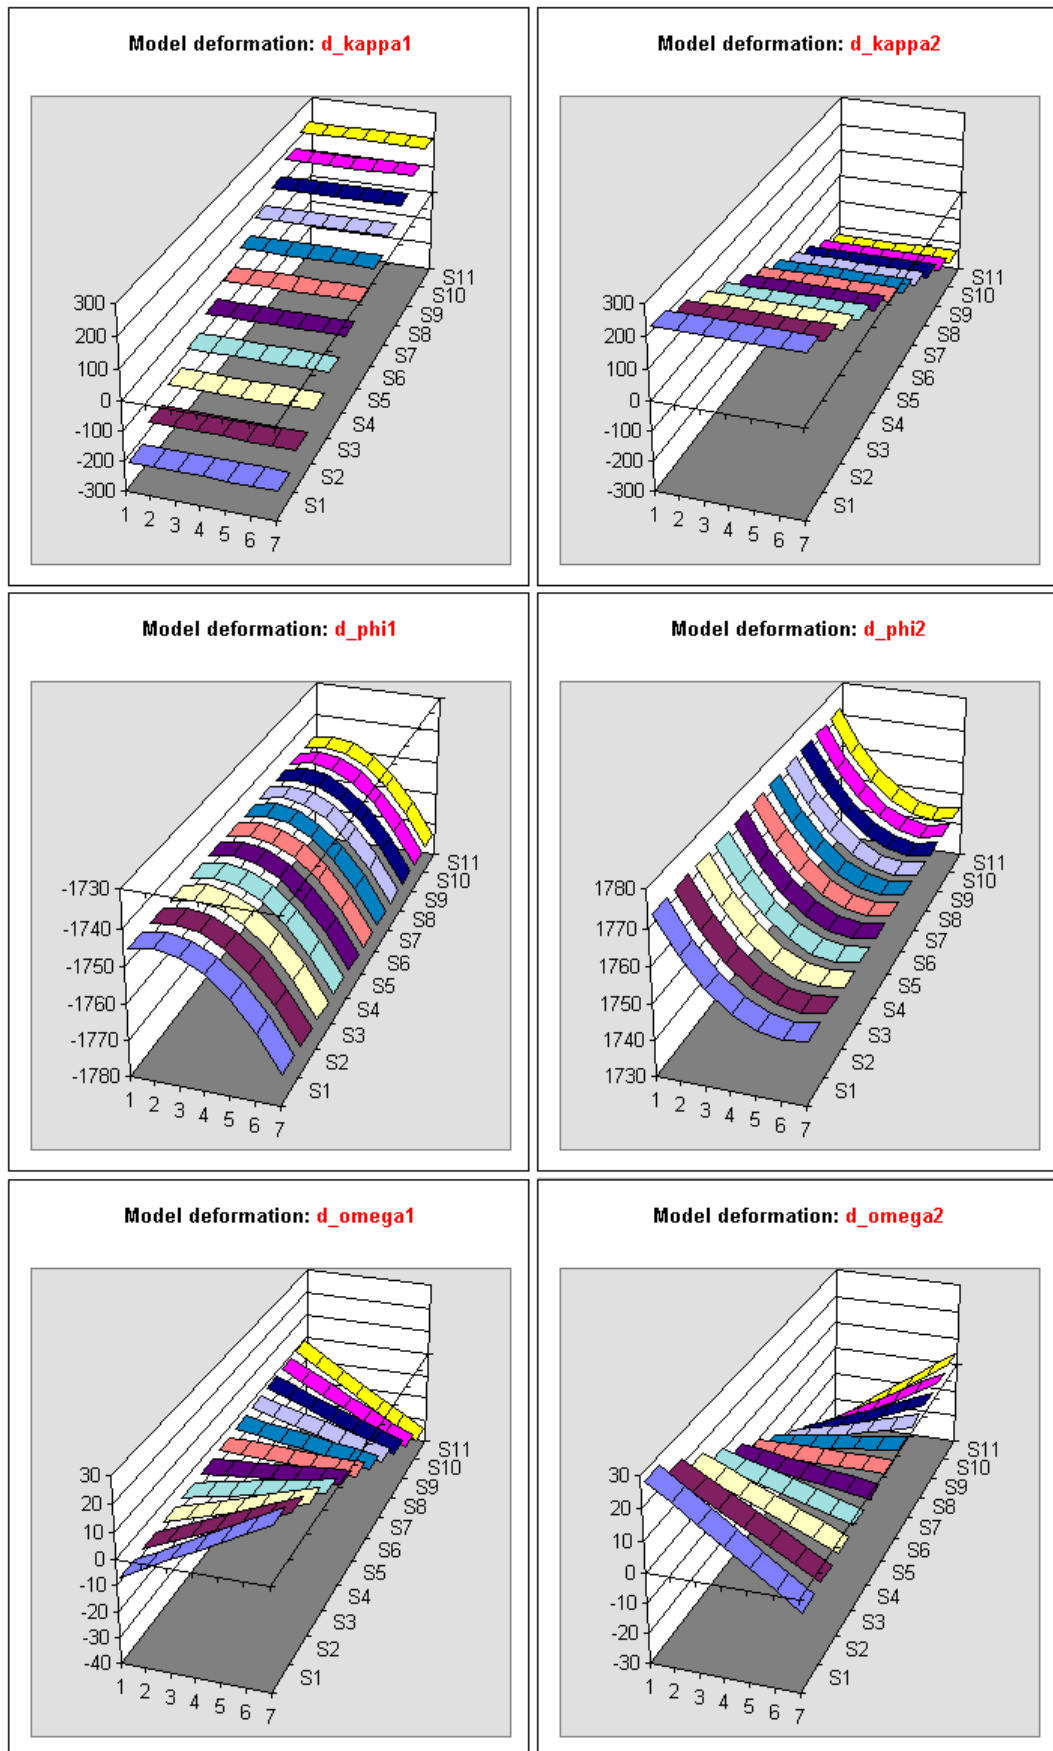 Model deformation: d_kappa1
300
200
100
0
-100
-200
-300
1 2 3 4 5 6 7
S1 S2 S3 S4 S5 S6 S7 S8 S9 S10 S11
Model deformation: d_kappa2
300
200
100
0
-100
-200
-300
1 2 3 4 5 6 7
S1 S2 S3 S4 S5 S6 S7 S8 S9 S10 S11
Model deformation: d_phi1
-1730
-1740
-1750
-1760
-1770
-1780
1 2 3 4 5 6 7
S1 S2 S3 S4 S5 S6 S7 S8 S9 S10 S11
Model deformation: d_phi2
1780
1770
1760
1750
1740
1730
1 2 3 4 5 6 7
S1 S2 S3 S4 S5 S6 S7 S8 S9 S10 S11
Model deformation: d_omega1
30
20
10
0
-10
-20
-30
-40
1 2 3 4 5 6 7
S1 S2 S3 S4 S5 S6 S7 S8 S9 S10 S11
Model deformation: d_omega2
30
20
10
0
-10
-20
-30
1 2 3 4 5 6 7
S1 S2 S3 S4 S5 S6 S7 S8 S9 S10 S11